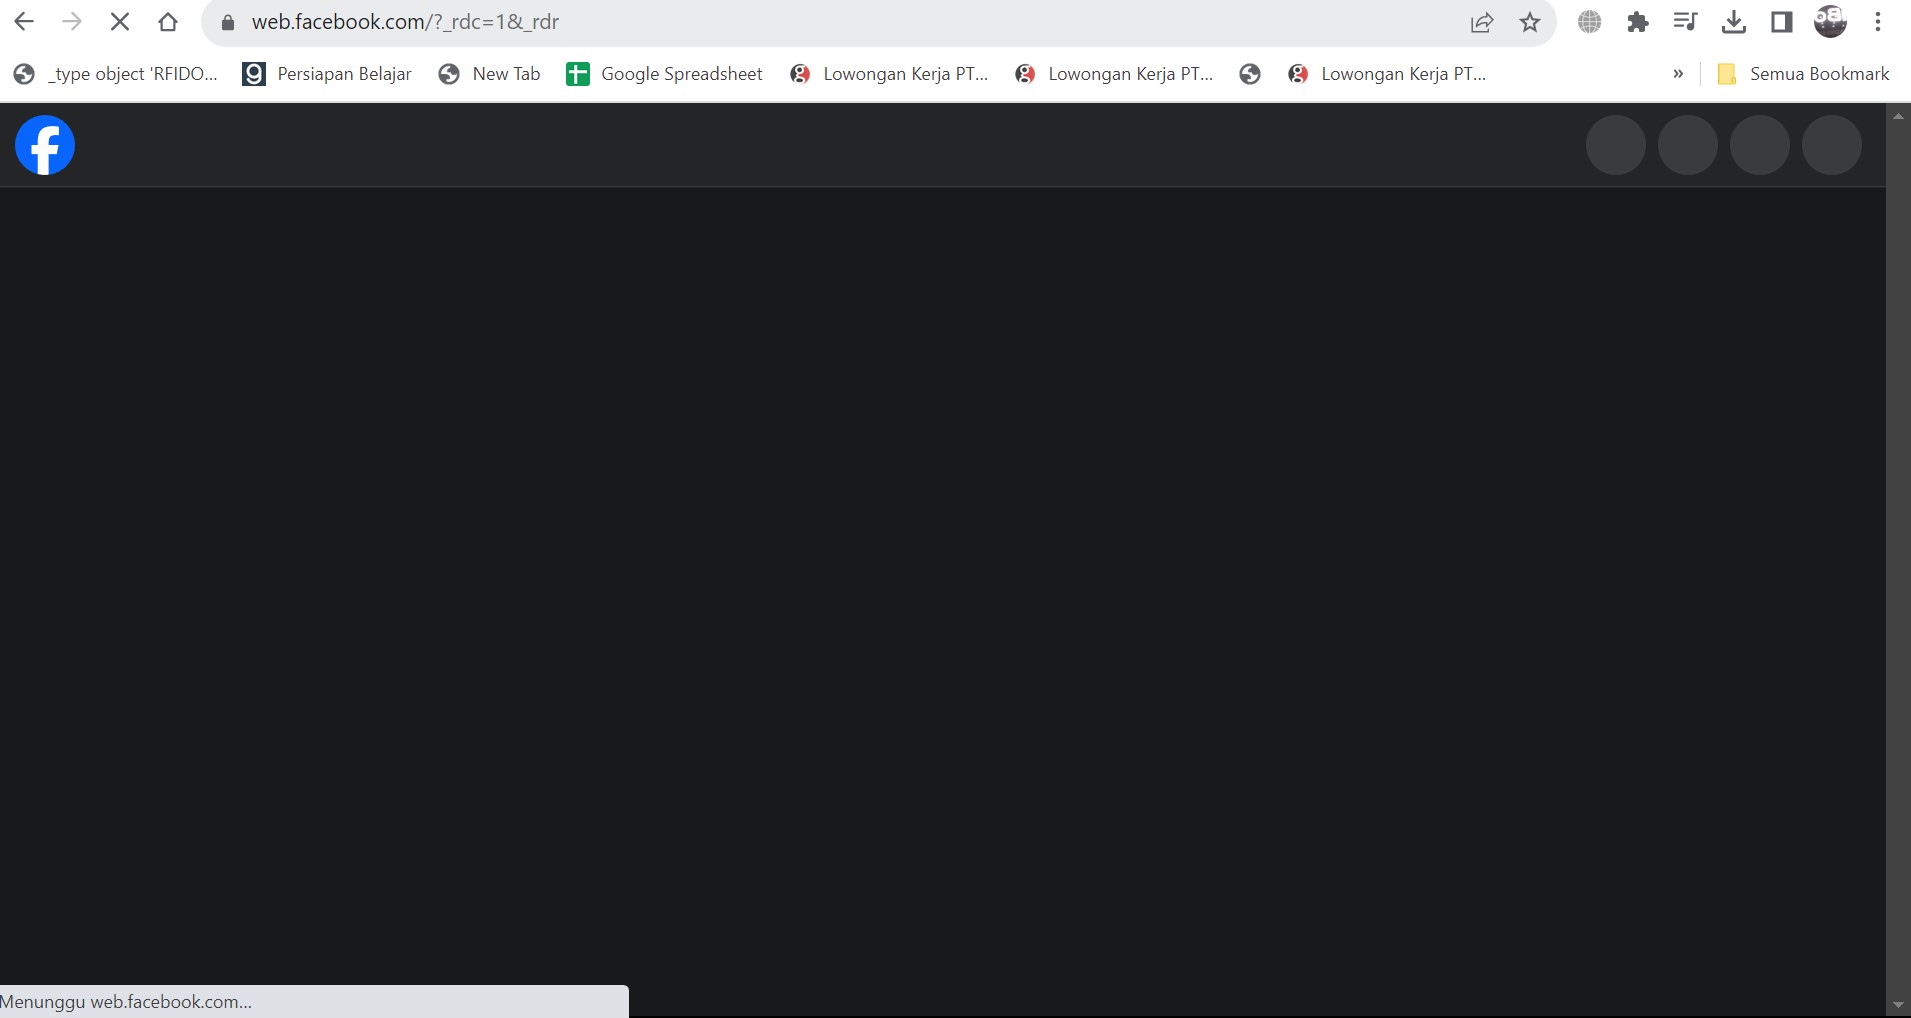 web.facebook.com/?_rdc=1&_rdr
_type object 'RFIDO... Persiapan Belajar New Tab Google Spreadsheet Lowongan Kerja PT... Lowongan Kerja PT... Lowongan Kerja PT... » Semua Bookmark
Menunggu web.facebook.com...